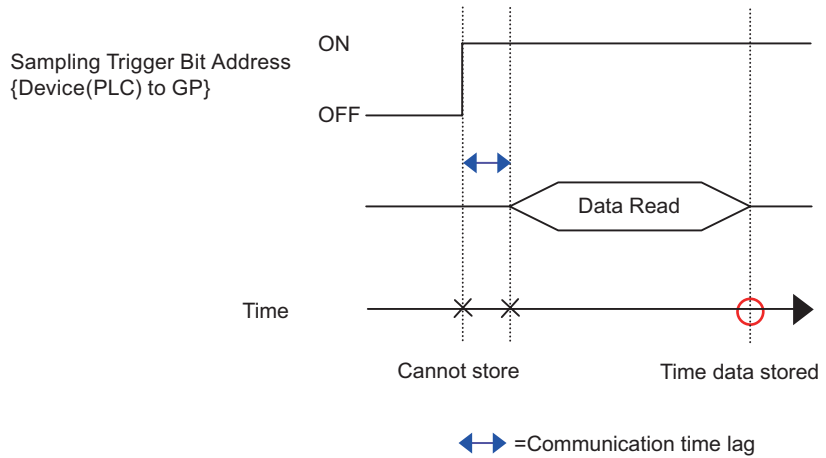 ON
Sampling Trigger Bit Address
{Device(PLC) to GP}
OFF
Data Read
Time
Cannot store
Time data stored
=Communication time lag